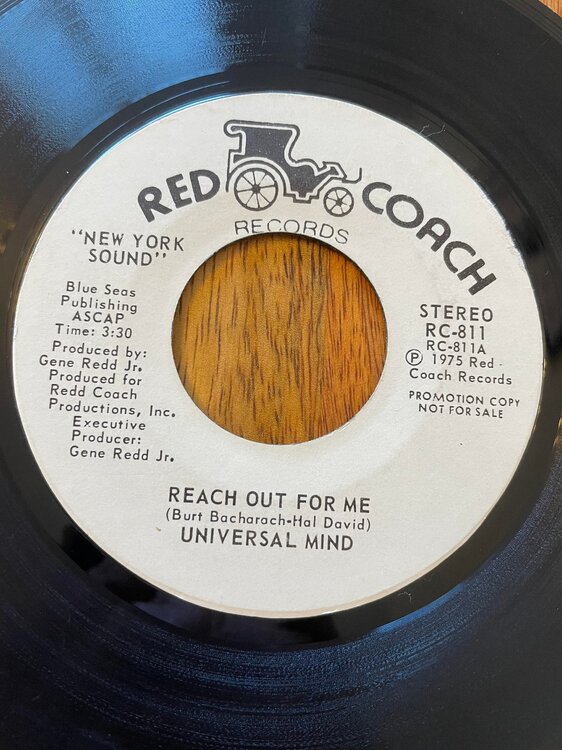 RED COACH
RECORDS
"NEW YORK
SOUND"
Blue Seas
Publishing
ASCAP
Time: 3:30
Produced by:
Gene Redd Jr.
Produced for
Redd Coach
Productions, Inc.
Executive
Producer:
Gene Redd Jr.
STEREO
RC-811
RC-811A
Ⓟ 1975 Red -
Coach Records
PROMOTION COPY
NOT FOR SALE
REACH OUT FOR ME
(Burt Bacharach-Hal David)
UNIVERSAL MIND